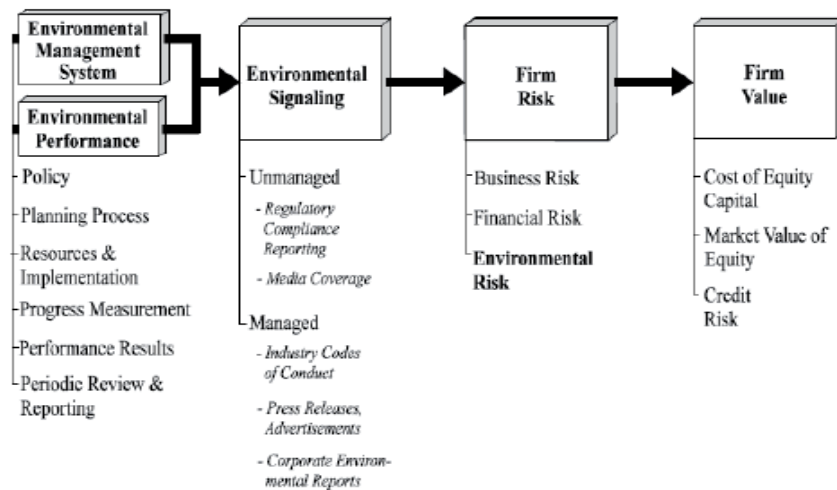 Environmental
Management
System
Environmental
Performance
Policy
Planning Process
Resources &
Implementation
Progress Measurement
Performance Results
Periodic Review &
Reporting
Environmental
Signaling
Unmanaged
- Regulatory
Compliance
Reporting
- Media Coverage
Managed
- Industry Codes
of Conduct
- Press Releases,
Advertisements
- Corporate Environ-
mental Reports
Firm
Risk
Business Risk
Financial Risk
Environmental
Risk
Firm
Value
Cost of Equity
Capital
Market Value of
Equity
Credit
Risk